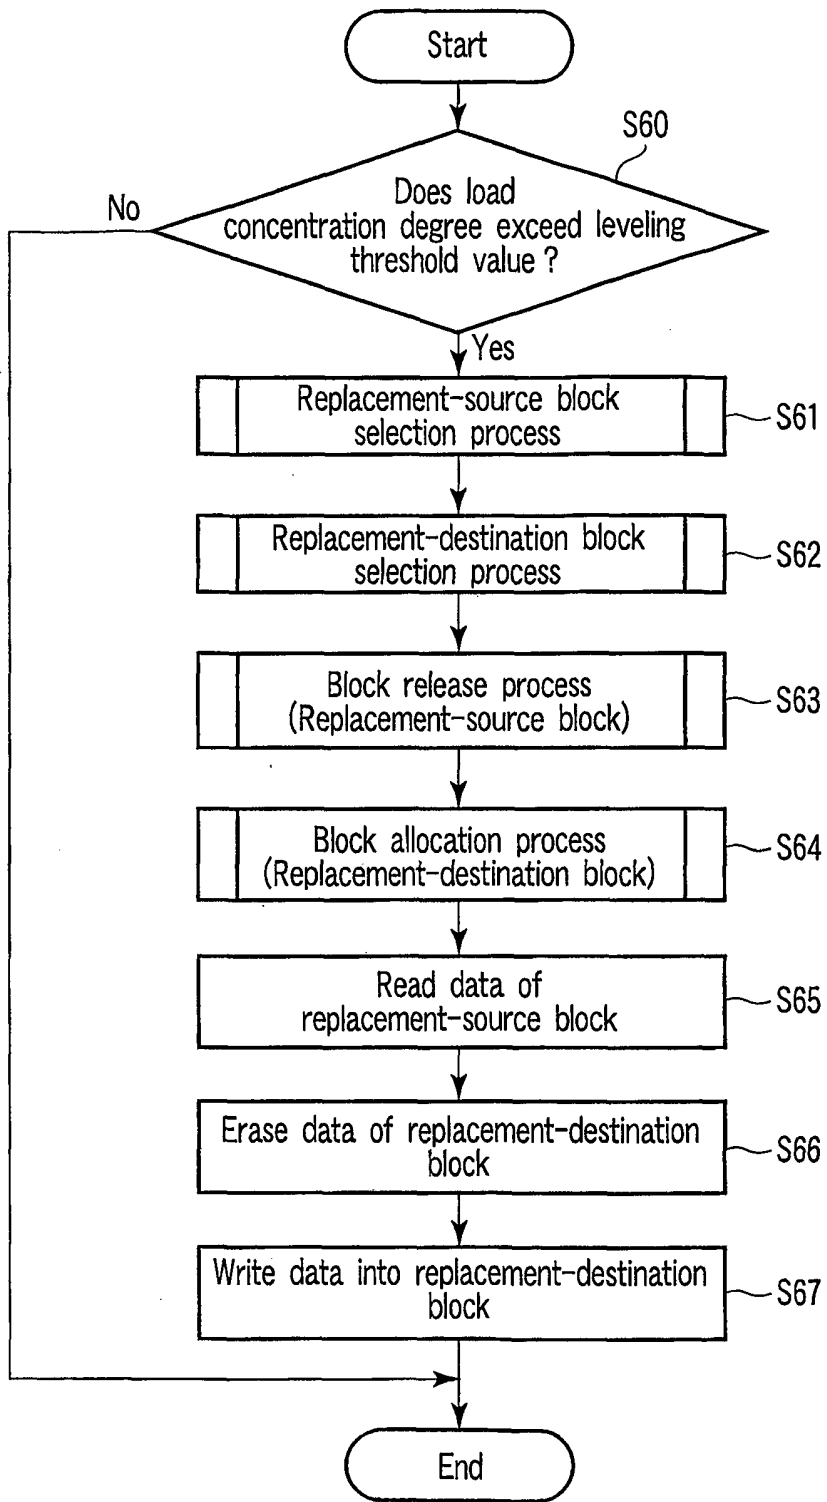 Start
S60
Does load
concentration degree exceed leveling
threshold value ?
No
Yes
Replacement-source block
selection process
S61
Replacement-destination block
selection process
S62
Block release process
(Replacement-source block)
S63
Block allocation process
(Replacement-destination block)
S64
Read data of
replacement-source block
S65
Erase data of replacement-destination
block
S66
Write data into replacement-destination
block
S67
End